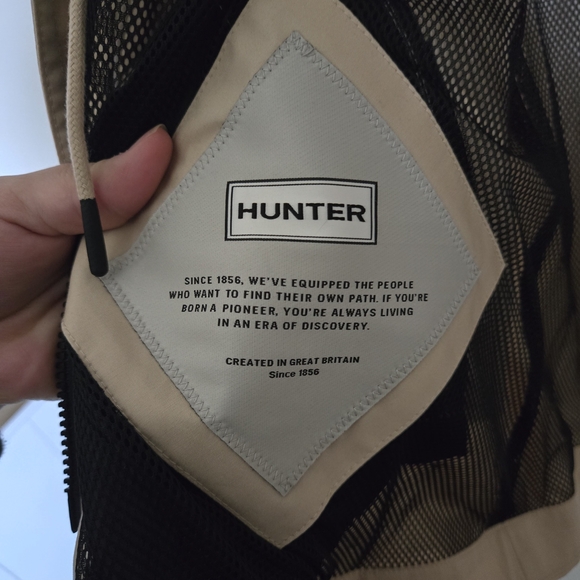 HUNTER
SINCE 1856, WE'VE EQUIPPED THE PEOPLE
WHO WANT TO FIND THEIR OWN PATH. IF YOU'RE
BORN A PIONEER, YOU'RE ALWAYS LIVING
IN AN ERA OF DISCOVERY.
CREATED IN GREAT BRITAIN
Since 1856